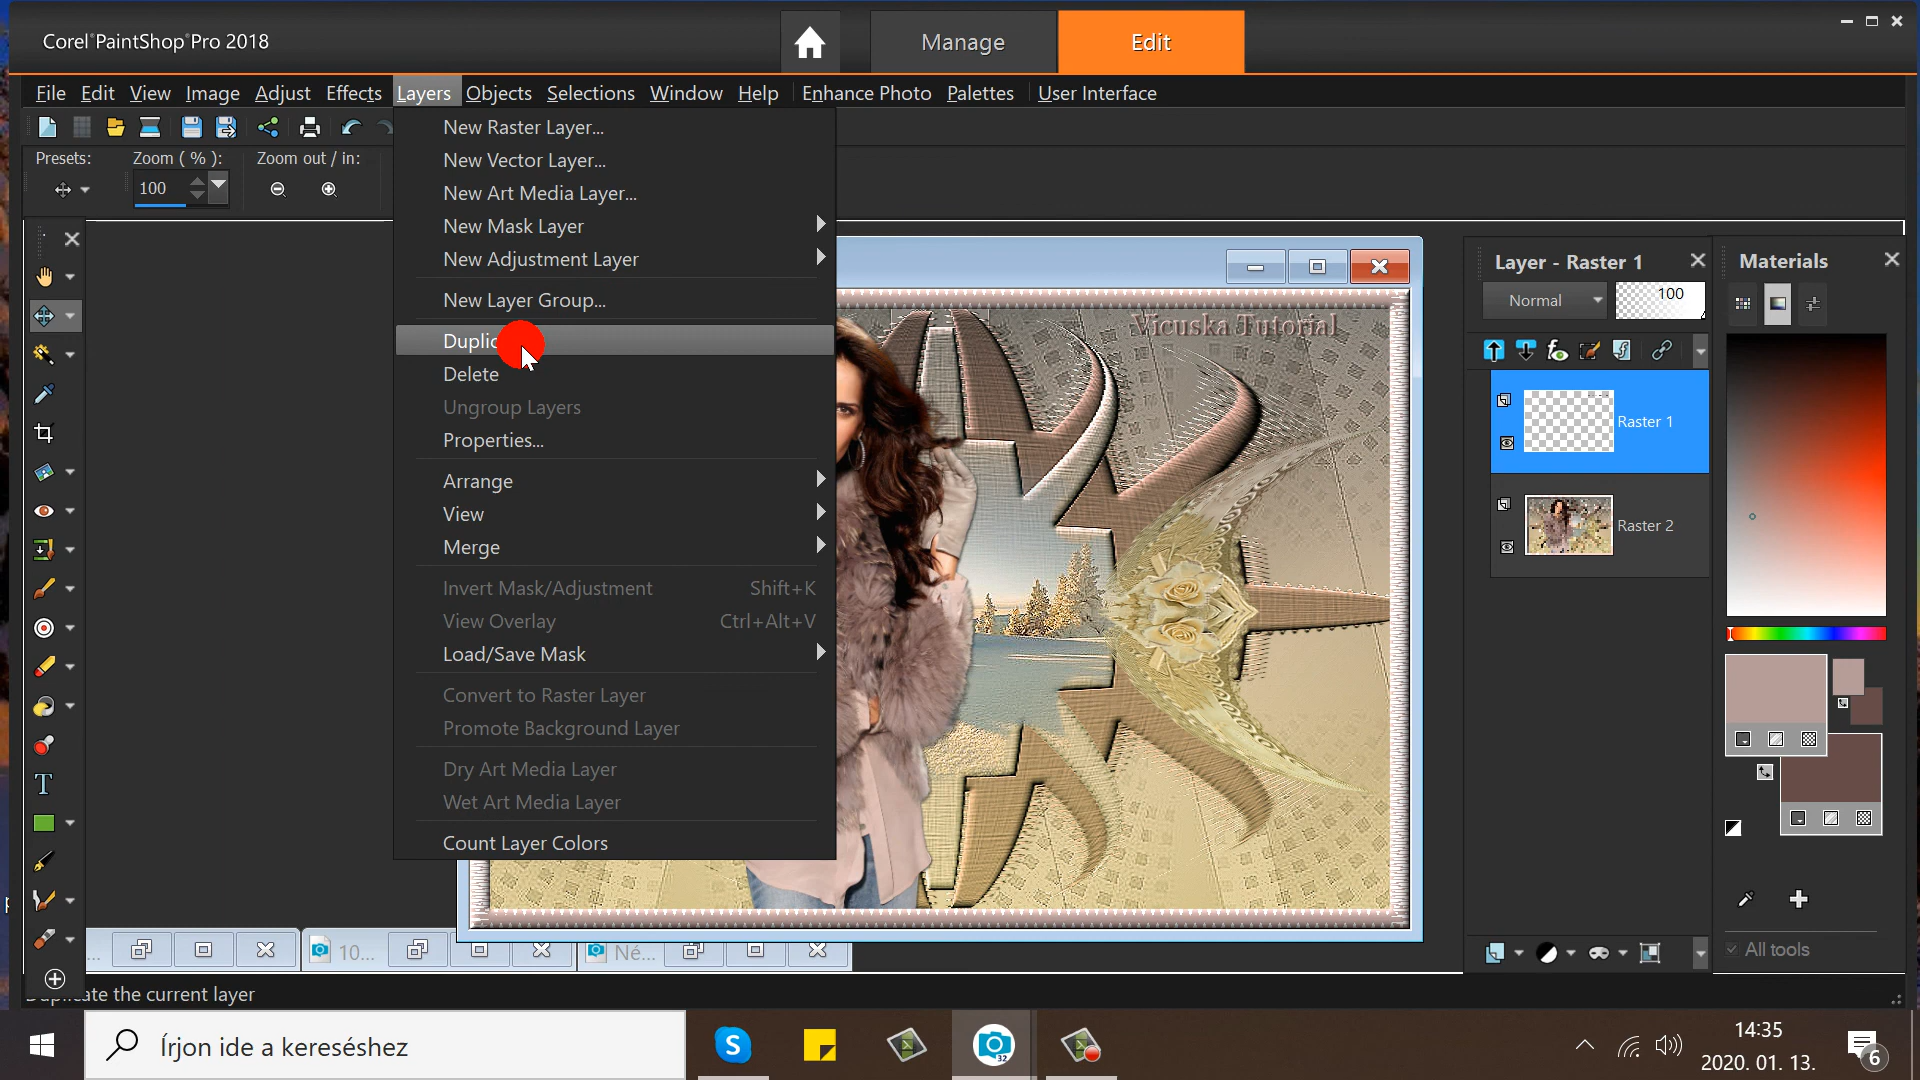 Corel PaintShop Pro 2018
Manage
Edit
File Edit View Image Adjust Effects Layers Objects Selections Window Help Enhance Photo Palettes User Interface
Presets: Zoom ( % ): Zoom out / in:
100
New Raster Layer...
New Vector Layer...
New Art Media Layer...
New Mask Layer
New Adjustment Layer
New Layer Group...
Delete
Ungroup Layers
Properties...
Arrange
View
Merge
Invert Mask/Adjustment Shift+K
View Overlay Ctrl+Alt+V
Load/Save Mask
Convert to Raster Layer
Promote Background Layer
Dry Art Media Layer
Wet Art Media Layer
Count Layer Colors
Vicuska Tutorial
Layer - Raster 1
Normal 100
Raster 1
Raster 2
Materials
All tools
... 10... Né...
the current layer
Írjon ide a kereséshez
S
32
14:35
2020. 01. 13.
6